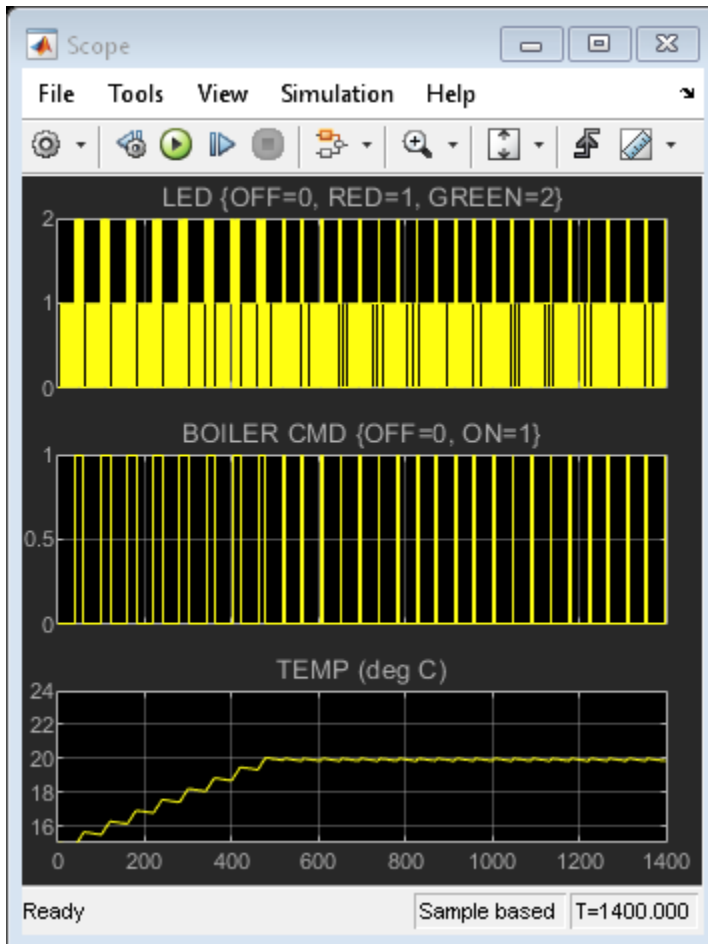 Scope
File Tools View Simulation Help
LED {OFF=0, RED=1, GREEN=2}
2
1
0
BOILER CMD {OFF=0, ON=1}
1
0.5
0
TEMP (deg C)
24
22
20
18
16
0 200 400 600 800 1000 1200 1400
Ready Sample based T=1400.000